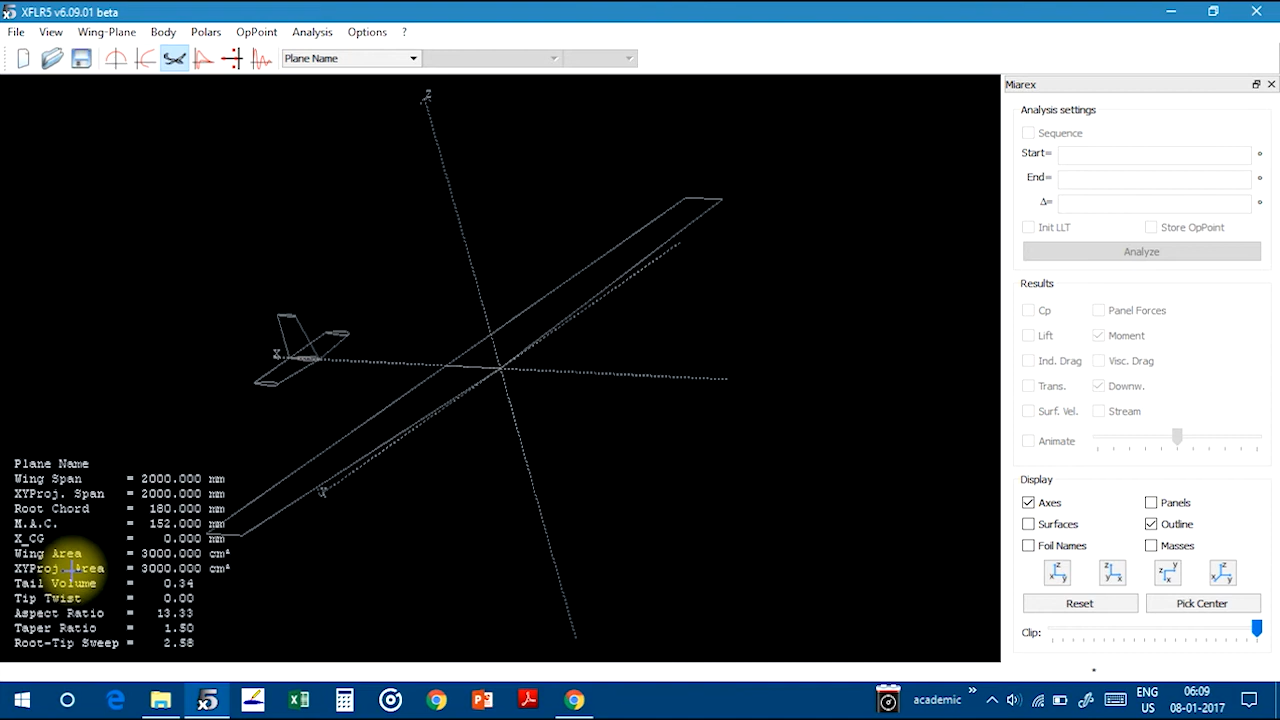 XFLR5 v6.09.01 beta
File View Wing-Plane Body Polars OpPoint Analysis Options ?
Plane Name
Miarex
Analysis settings
Sequence
Start= °
End= °
Δ= °
Init LLT Store OpPoint
Analyze
Results
Cp Panel Forces
Lift Moment
Ind. Drag Visc. Drag
Trans. Downw.
Surf. Vel. Stream
Animate
Display
Axes Panels
Surfaces Outline
Foil Names Masses
Reset Pick Center
Clip:
Z
X
Y
Plane Name
Wing Span = 2000.000 mm
XYProj. Span = 2000.000 mm
Root Chord = 180.000 mm
M.A.C. = 152.000 mm
X_CG = 0.000 mm
Wing Area = 3000.000 cm²
XYProj. Area = 3000.000 cm²
Tail Volume = 0.34
Tip Twist = 0.00
Aspect Ratio = 13.33
Taper Ratio = 1.50
Root-Tip Sweep = 2.58
academic
ENG
US
06:09
08-01-2017